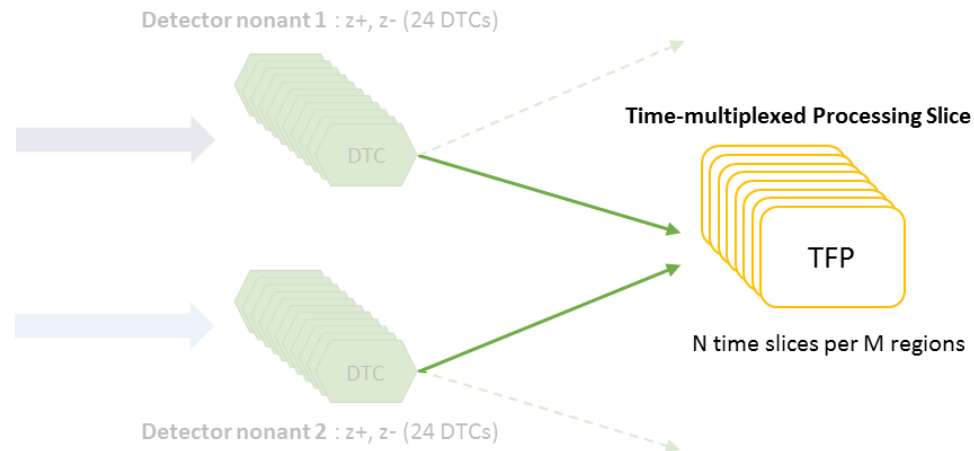 Detector nonant 1 : z+, z- (24 DTCs)
DTC
Time-multiplexed Processing Slice
TFP
N time slices per M regions
DTC
Detector nonant 2 : z+, z- (24 DTCs)